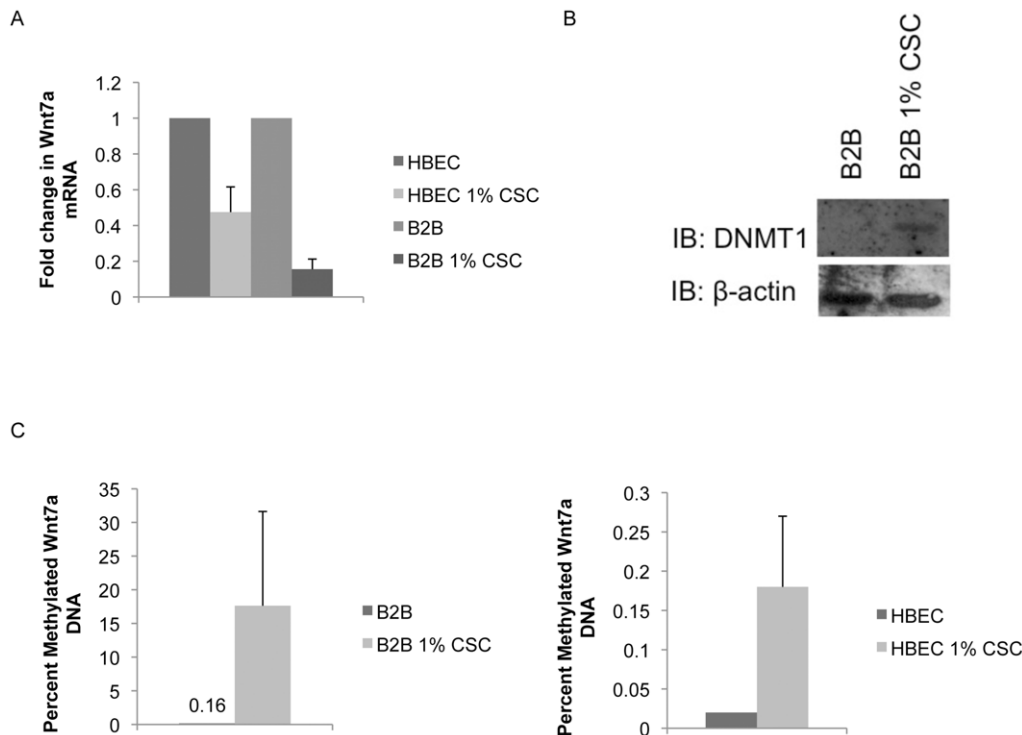 A
Fold change in Wnt7a
mRNA
1.2
1
0.8
0.6
0.4
0.2
0
HBEC
HBEC 1% CSC
B2B
B2B 1% CSC
B
B2B
B2B 1% CSC
IB: DNMT1
IB: β-actin
C
Percent Methylated Wnt7a
DNA
35
30
25
20
15
10
5
0
0.16
B2B
B2B 1% CSC
Percent Methylated Wnt7a
DNA
0.3
0.25
0.2
0.15
0.1
0.05
0
HBEC
HBEC 1% CSC